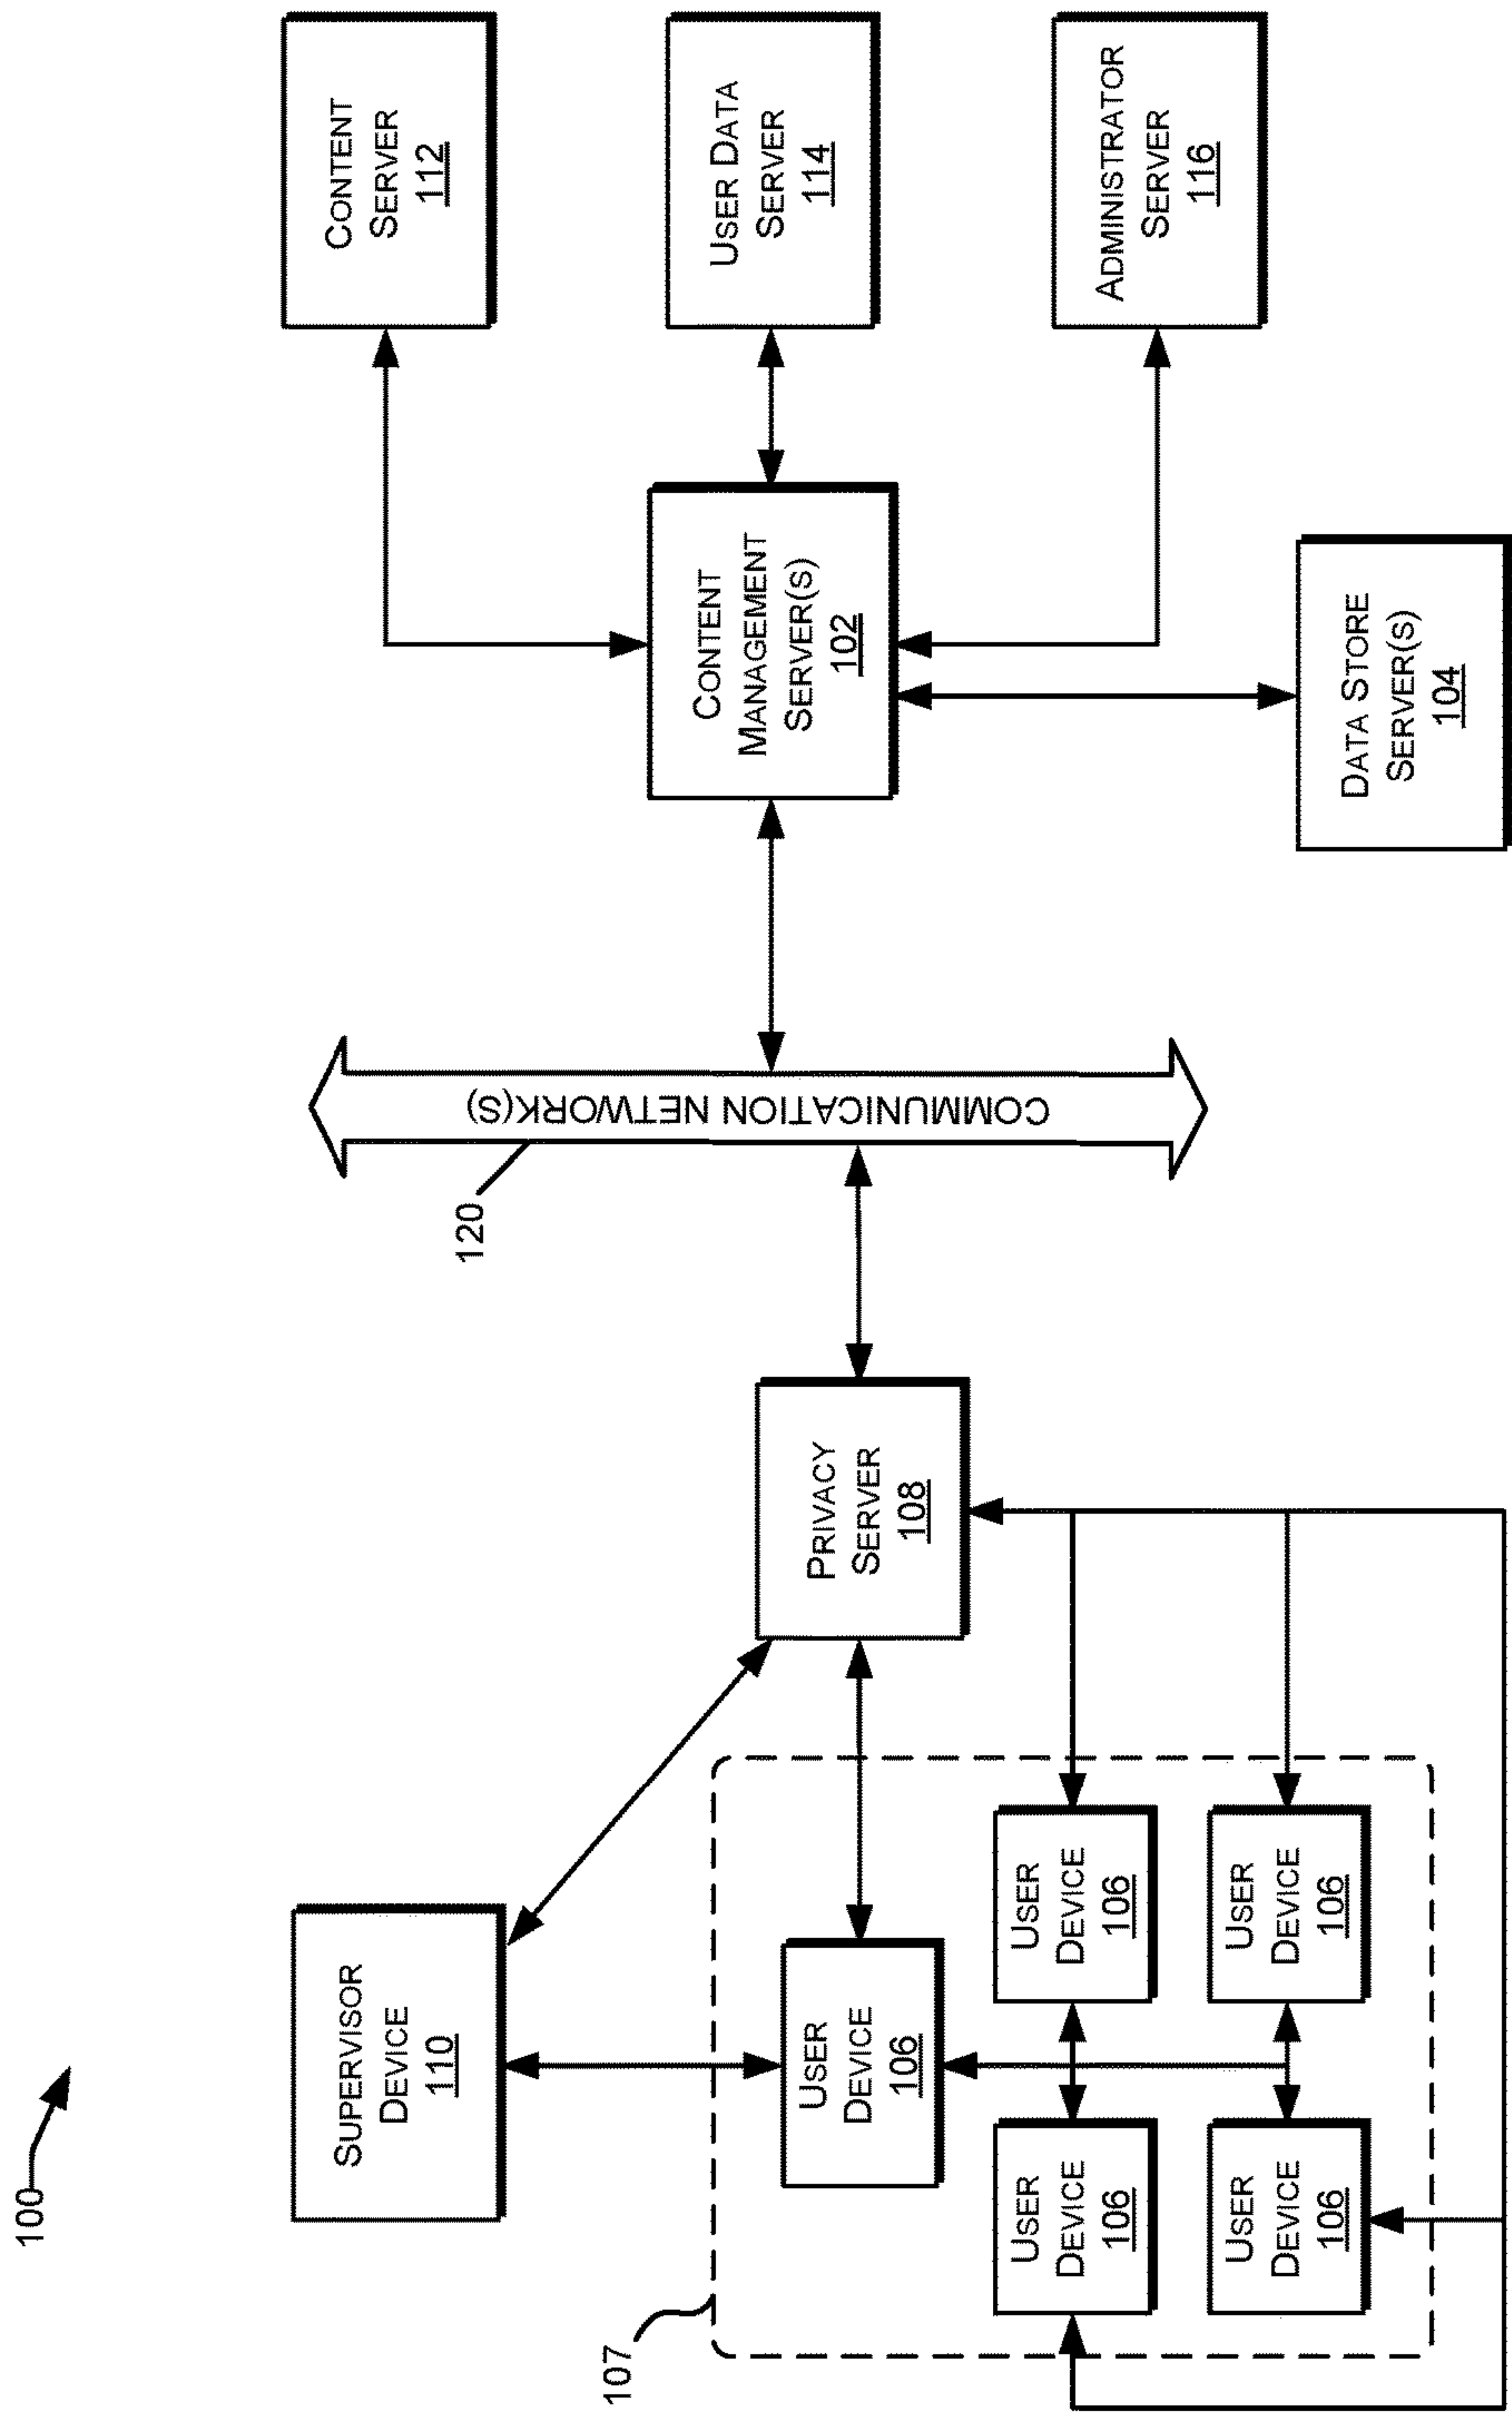 100
SUPERVISOR
DEVICE
110
107
USER
DEVICE
106
USER
DEVICE
106
USER
DEVICE
106
USER
DEVICE
106
USER
DEVICE
106
PRIVACY
SERVER
108
120
COMMUNICATION NETWORK(S)
CONTENT
MANAGEMENT
SERVER(S)
102
DATA STORE
SERVER(S)
104
CONTENT
SERVER
112
USER DATA
SERVER
114
ADMINISTRATOR
SERVER
116